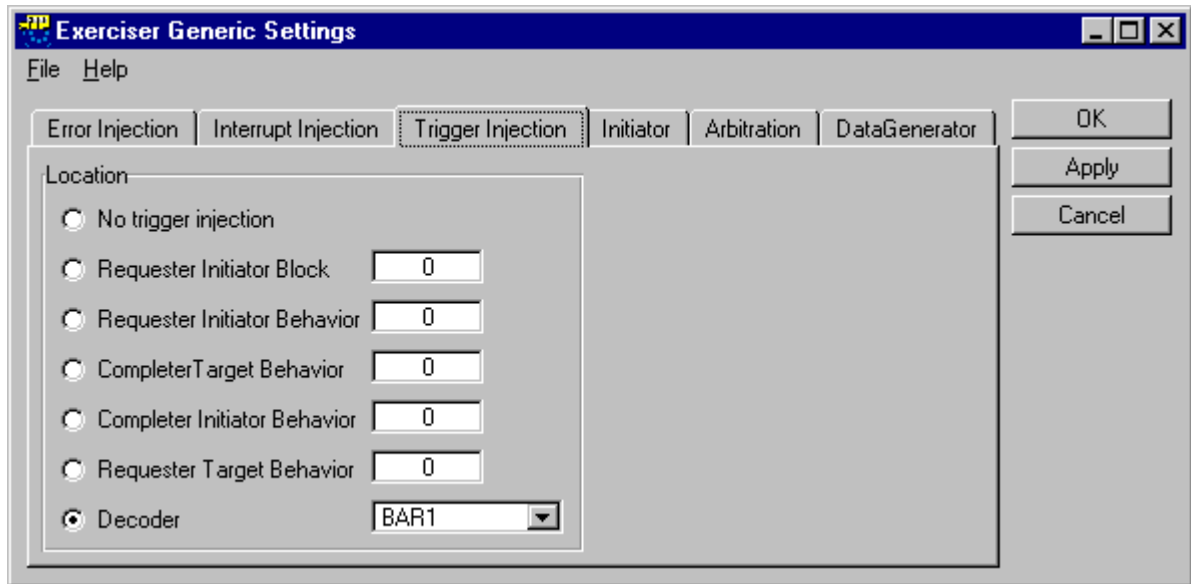 Exerciser Generic Settings
File Help
Error Injection Interrupt Injection Trigger Injection Initiator Arbitration DataGenerator
OK
Apply
Cancel
Location
No trigger injection
Requester Initiator Block 0
Requester Initiator Behavior 0
CompleterTarget Behavior 0
Completer Initiator Behavior 0
Requester Target Behavior 0
Decoder BAR1